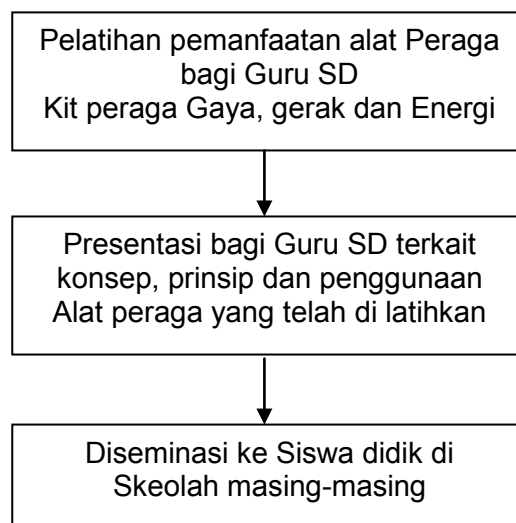 Pelatihan pemanfaatan alat Peraga
bagi Guru SD
Kit peraga Gaya, gerak dan Energi
Presentasi bagi Guru SD terkait
konsep, prinsip dan penggunaan
Alat peraga yang telah di latihkan
Diseminasi ke Siswa didik di
Skeolah masing-masing